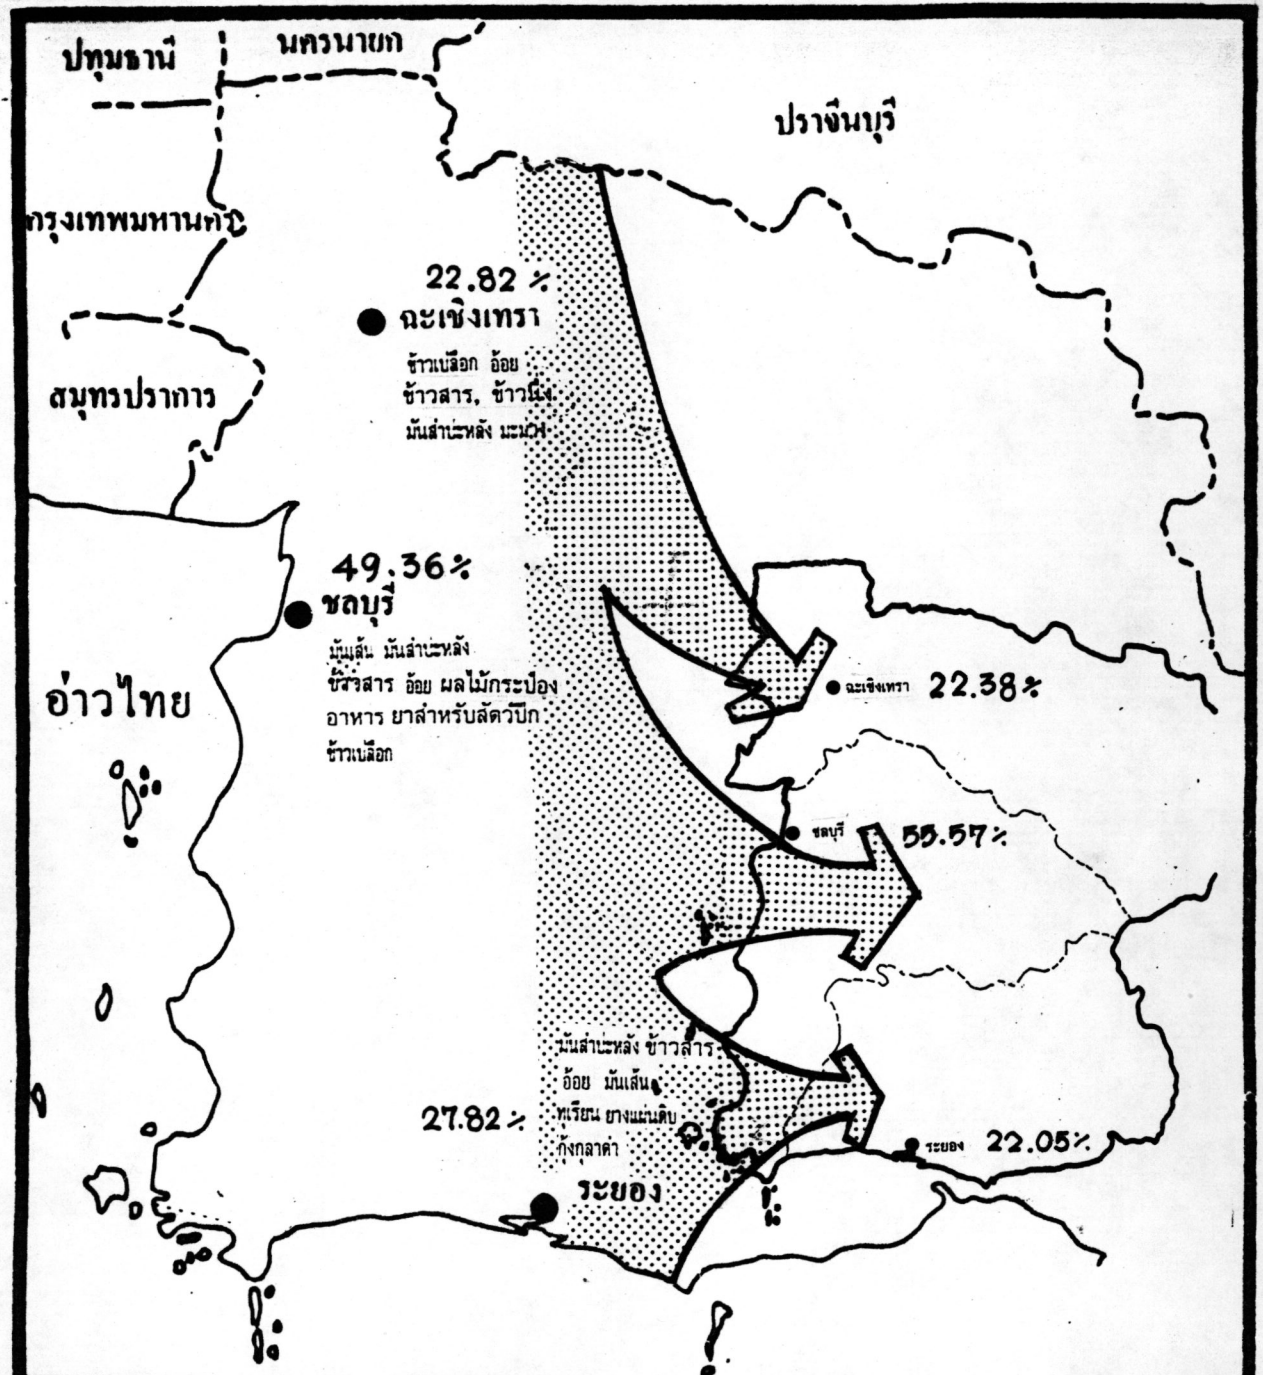 ปทุมธานี
นครนายก
ปราจีนบุรี
กรุงเทพมหานคร
22.82 %
ฉะเชิงเทรา
ข้าวเปลือก อ้อย
ข้าวสาร, ข้าวนึ่ง
มันสำปะหลัง มะม่วง
สมุทรปราการ
49.36%
ชลบุรี
มันเส้น มันสำปะหลัง
ข้าวสาร อ้อย ผลไม้กระป๋อง
อาหาร ยาสำหรับสัตว์ปีก
ข้าวเปลือก
อ่าวไทย
ฉะเชิงเทรา 22.38%
ชลบุรี 55.57%
มันสำปะหลัง ข้าวสาร
อ้อย มันเส้น
ทุเรียน ยางแผ่นดิบ
กุ้งกุลาดำ
27.82%
ระยอง
ระยอง 22.05%